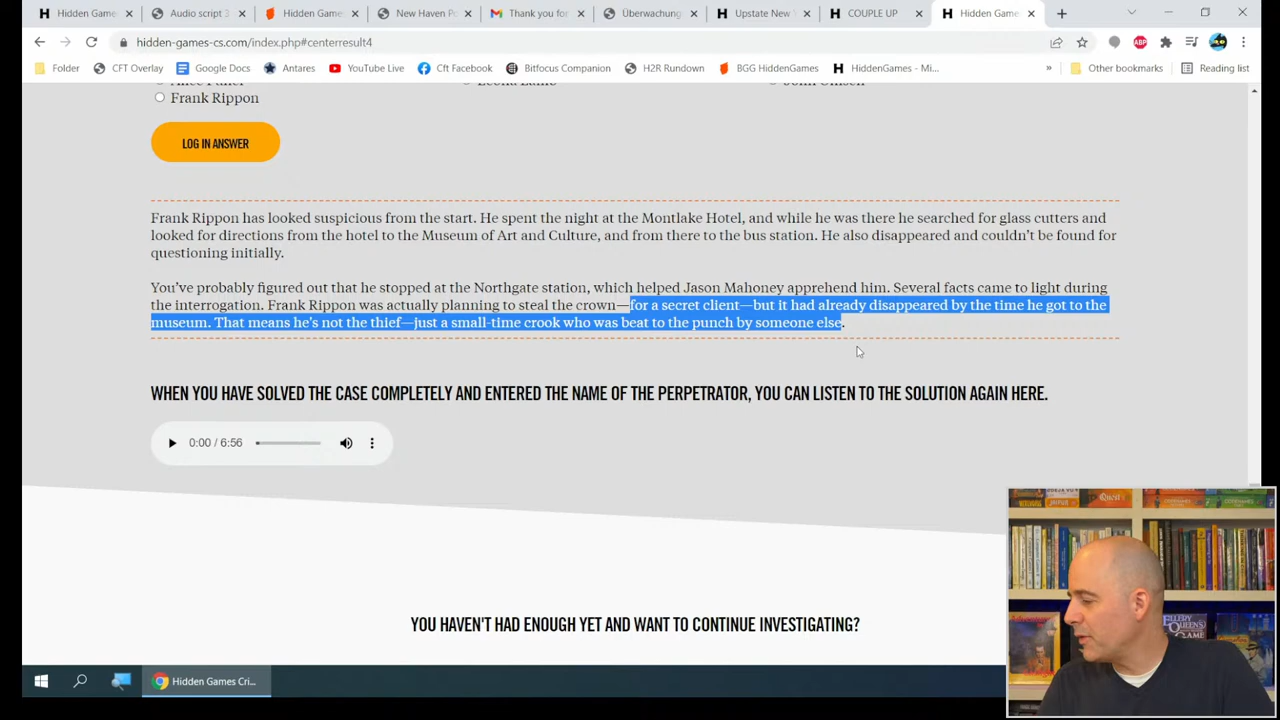 Hidden Game
Audio script 3
Hidden Game
New Haven Po
Thank you for
Überwachung
Upstate New Y
COUPLE UP
Hidden Games
hidden-games-cs.com/index.php#centerresult4
ABP
Folder
CFT Overlay
Google Docs
Antares
YouTube Live
Cft Facebook
Bitfocus Companion
H2R Rundown
BGG HiddenGames
HiddenGames - Mi...
»
Other bookmarks
Reading list
Frank Rippon
LOG IN ANSWER
Frank Rippon has looked suspicious from the start. He spent the night at the Montlake Hotel, and while he was there he searched for glass cutters and
looked for directions from the hotel to the Museum of Art and Culture, and from there to the bus station. He also disappeared and couldn't be found for
questioning initially.
You've probably figured out that he stopped at the Northgate station, which helped Jason Mahoney apprehend him. Several facts came to light during
the interrogation. Frank Rippon was actually planning to steal the crown—for a secret client—but it had already disappeared by the time he got to the
museum. That means he's not the thief—just a small-time crook who was beat to the punch by someone else.
WHEN YOU HAVE SOLVED THE CASE COMPLETELY AND ENTERED THE NAME OF THE PERPETRATOR, YOU CAN LISTEN TO THE SOLUTION AGAIN HERE.
0:00 / 6:56
YOU HAVEN'T HAD ENOUGH YET AND WANT TO CONTINUE INVESTIGATING?
Quest
ELLERY QUEEN'S
GAME
Hidden Games Cri...